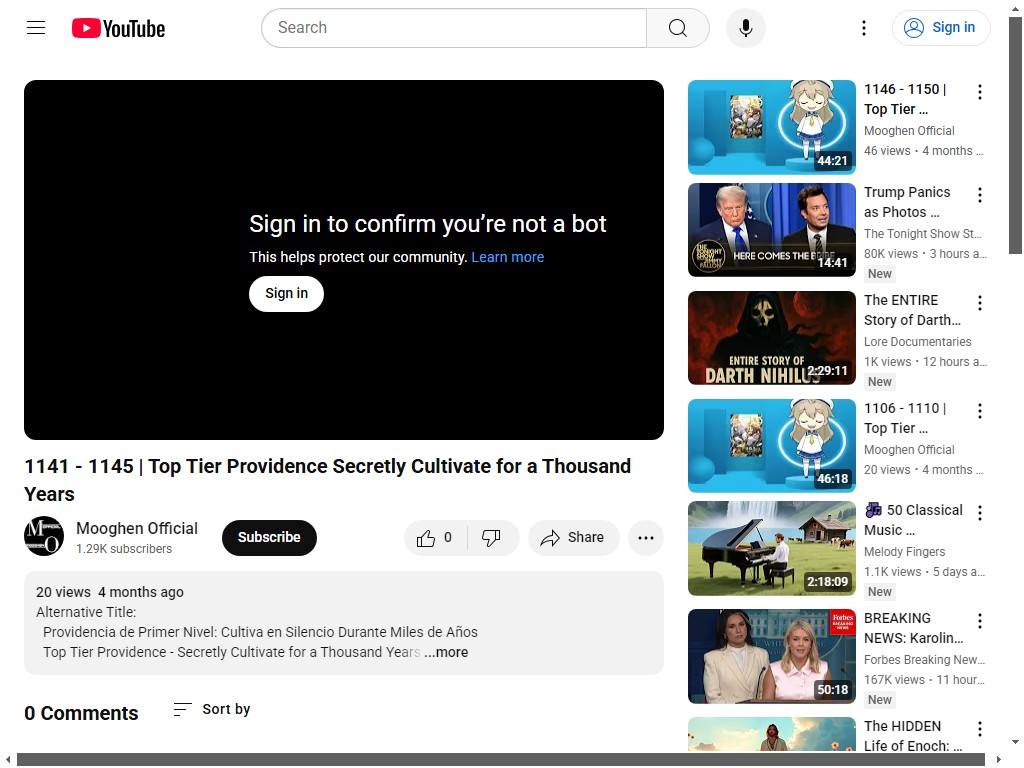 YouTube
Search
Sign in
Sign in to confirm you're not a bot
This helps protect our community. Learn more
Sign in
1141 - 1145 | Top Tier Providence Secretly Cultivate for a Thousand
Years
Mooghen Official
1.29K subscribers
Subscribe
0
Share
20 views 4 months ago
Alternative Title:
Providencia de Primer Nivel: Cultiva en Silencio Durante Miles de Años
Top Tier Providence - Secretly Cultivate for a Thousand Years ...more
0 Comments
Sort by
44:21
1146 - 1150 |
Top Tier ...
Mooghen Official
46 views • 4 months ...
THE TONIGHT SHOW
HERE COMES THE BRIBE
14:41
Trump Panics
as Photos ...
The Tonight Show St...
80K views • 3 hours a...
New
ENTIRE STORY OF
DARTH NIHILUS
2:29:11
The ENTIRE
Story of Darth...
Lore Documentaries
1K views • 12 hours a...
New
46:18
1106 - 1110 |
Top Tier ...
Mooghen Official
20 views • 4 months ...
2:18:09
🎼 50 Classical
Music ...
Melody Fingers
1.1K views • 5 days a...
New
Forbes
BREAKING
NEWS
50:18
BREAKING
NEWS: Karolin...
Forbes Breaking New...
167K views • 11 hour...
New
The HIDDEN
Life of Enoch: ...